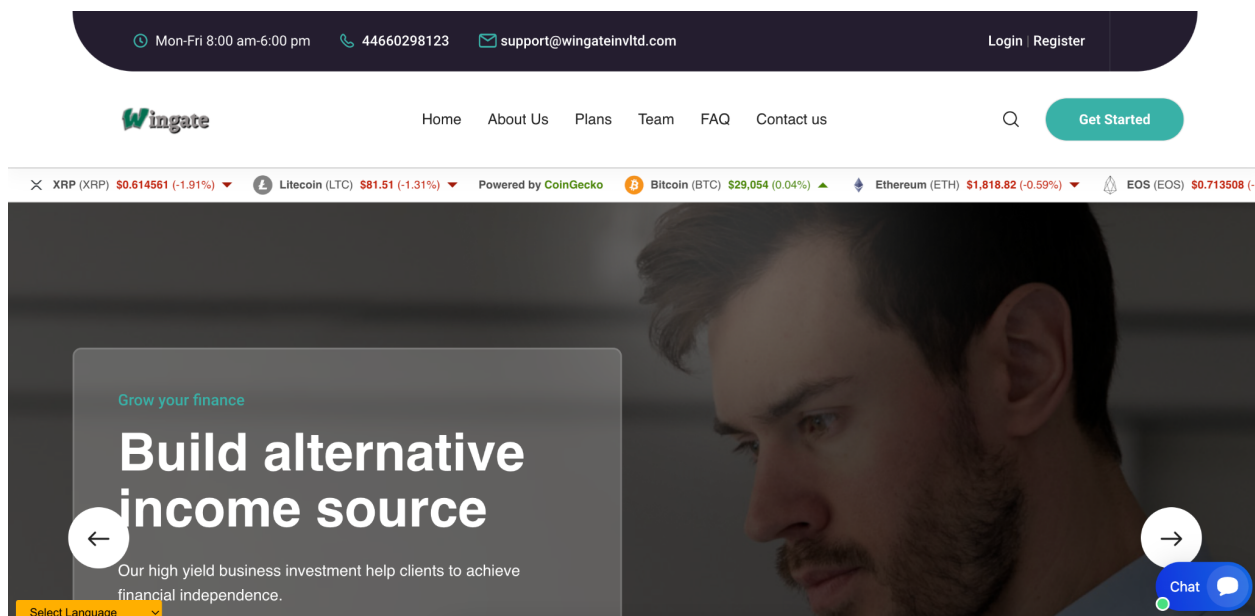 Mon-Fri 8:00 am-6:00 pm 44660298123 support@wingateinvltd.com Login | Register
Wingate Home About Us Plans Team FAQ Contact us Get Started
XRP (XRP) $0.614561 (-1.91%) Litecoin (LTC) $81.51 (-1.31%) Powered by CoinGecko Bitcoin (BTC) $29,054 (0.04%) Ethereum (ETH) $1,818.82 (-0.59%) EOS (EOS) $0.713508 (-
Grow your finance
Build alternative
income source
Our high yield business investment help clients to achieve
financial independence.
Chat
Select Language